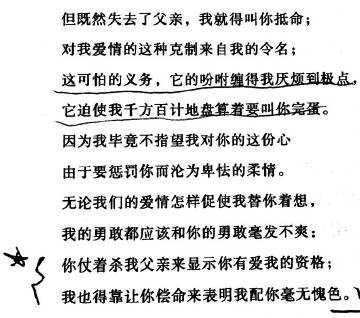 但既然失去了父亲，我就得叫你抵命；
对我爱情的这种克制来自我的令名；
这可怕的义务，它的吩咐缠得我厌烦到极点，
它迫使我千方百计地盘算着要叫你完蛋。
因为我毕竟不指望我对你的这份心
由于要惩罚你而沦为卑怯的柔情。
无论我们的爱情怎样促使我替你着想，
我的勇敢都应该和你的勇敢毫发不爽：
你仗着杀我父亲来显示你有爱我的资格；
我也得靠让你偿命来表明我配你毫无愧色。